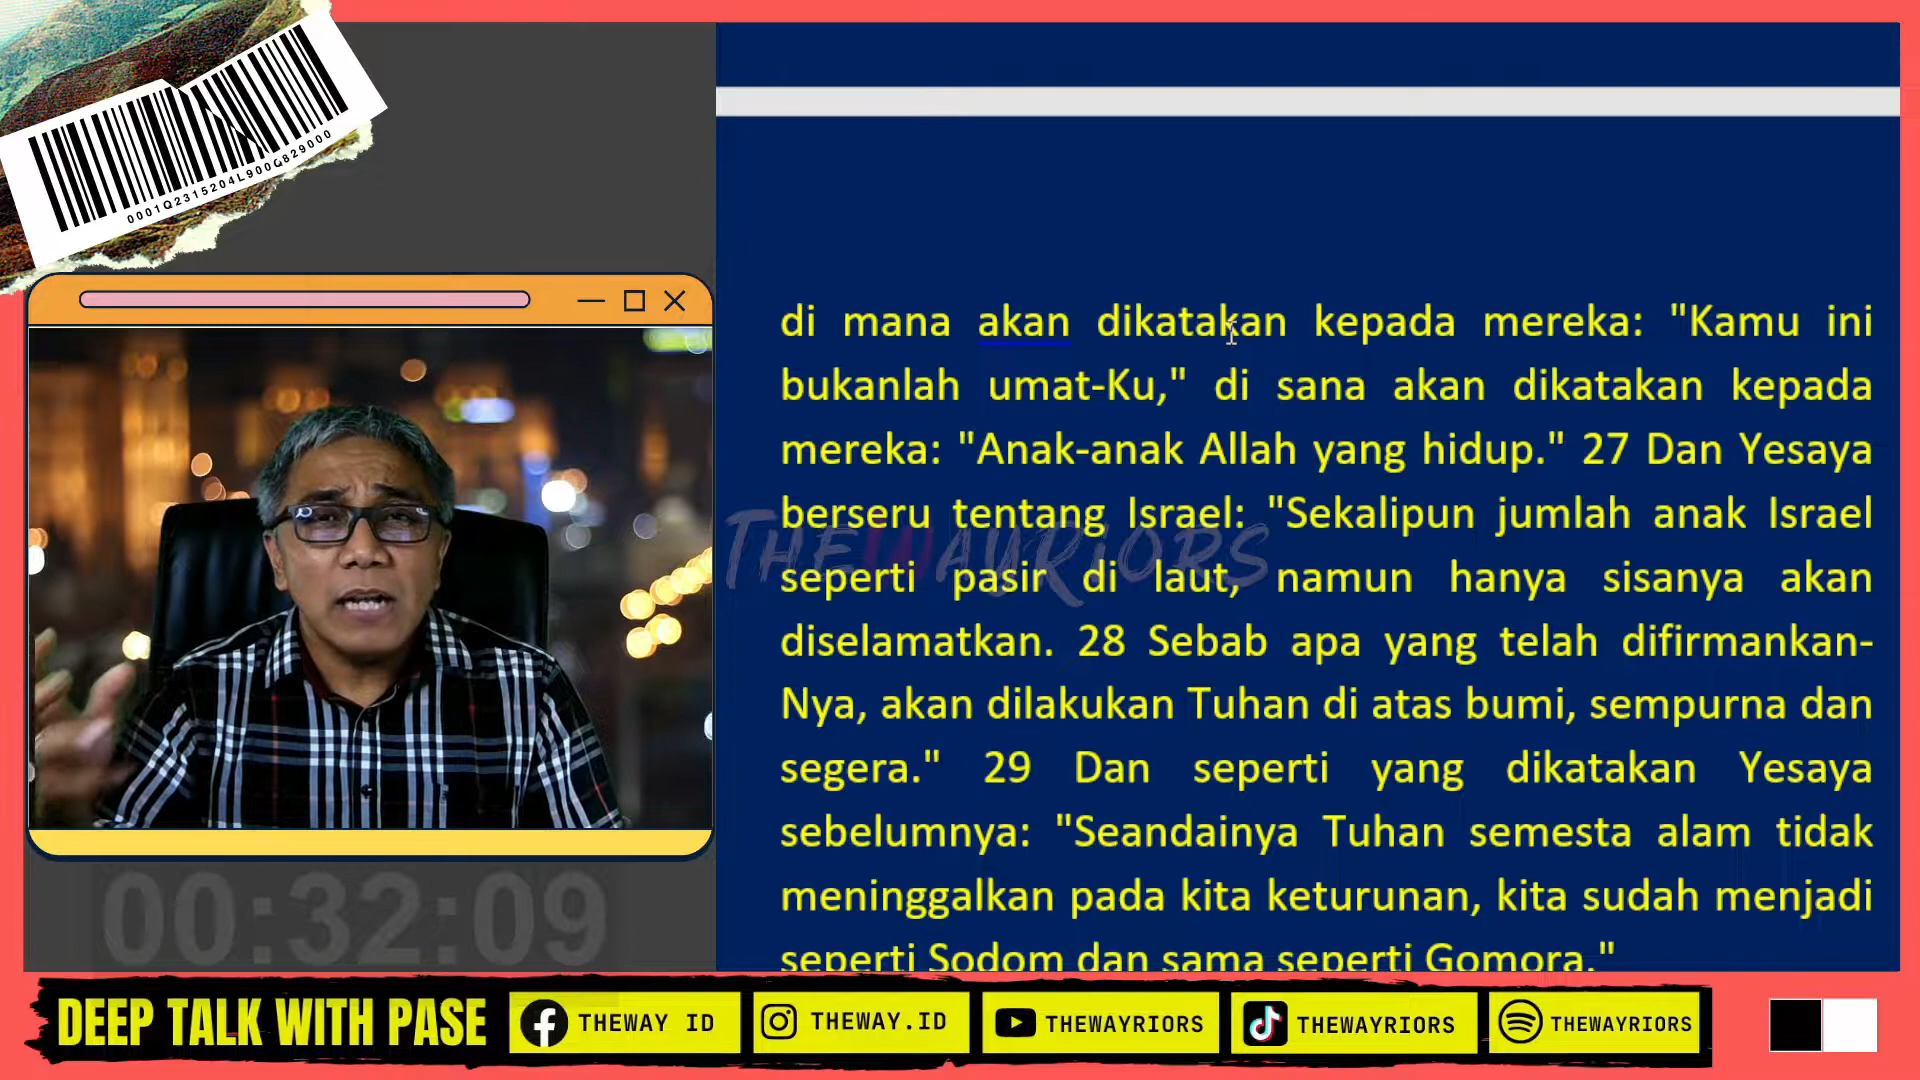 0001Q2315204L900G829000
di mana akan dikatakan kepada mereka: "Kamu ini
bukanlah umat-Ku," di sana akan dikatakan kepada
mereka: "Anak-anak Allah yang hidup." 27 Dan Yesaya
berseru tentang Israel: "Sekalipun jumlah anak Israel
seperti pasir di laut, namun hanya sisanya akan
diselamatkan. 28 Sebab apa yang telah difirmankan-
Nya, akan dilakukan Tuhan di atas bumi, sempurna dan
segera." 29 Dan seperti yang dikatakan Yesaya
sebelumnya: "Seandainya Tuhan semesta alam tidak
meninggalkan pada kita keturunan, kita sudah menjadi
seperti Sodom dan sama seperti Gomora."
THEWAYRIORS
00:32:09
DEEP TALK WITH PASE
THEWAY ID
THEWAY.ID
THEWAYRIORS
THEWAYRIORS
THEWAYRIORS